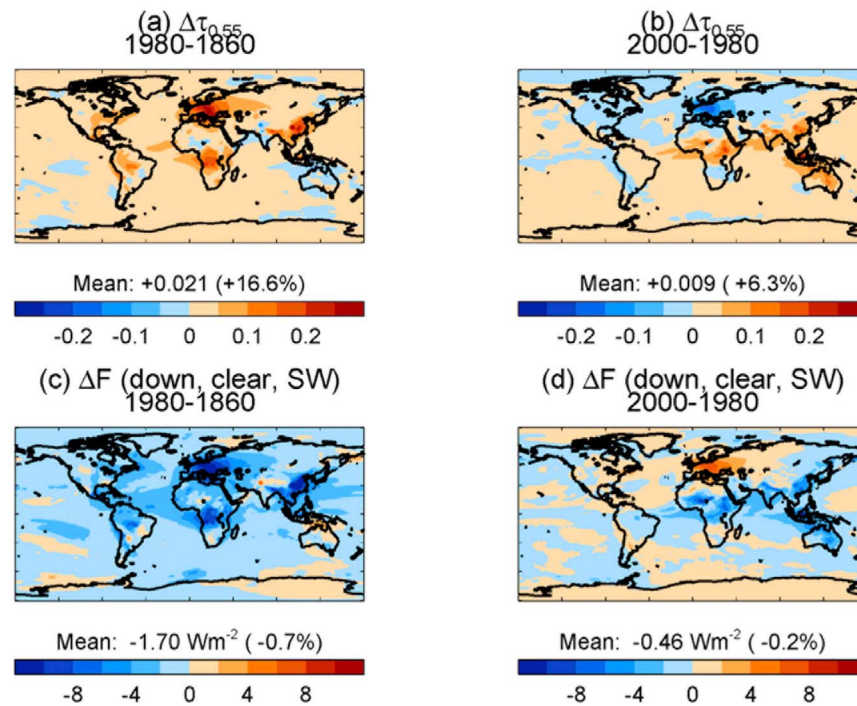 (a) Δτ0.55
1980-1860
(b) Δτ0.55
2000-1980
Mean: +0.021 (+16.6%)
-0.2 -0.1 0 0.1 0.2
Mean: +0.009 ( +6.3%)
-0.2 -0.1 0 0.1 0.2
(c) ΔF (down, clear, SW)
1980-1860
(d) ΔF (down, clear, SW)
2000-1980
Mean: -1.70 Wm-2 ( -0.7%)
-8 -4 0 4 8
Mean: -0.46 Wm-2 ( -0.2%)
-8 -4 0 4 8